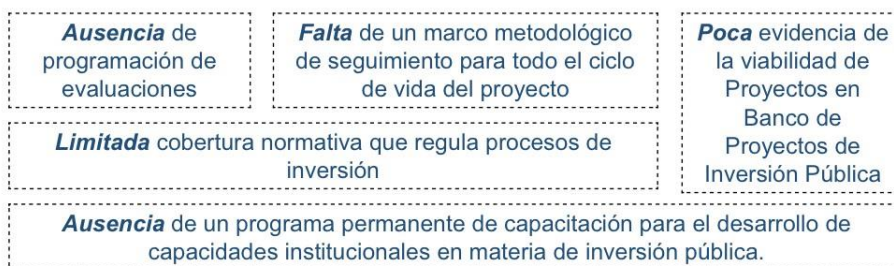 Ausencia de
programación de
evaluaciones
Falta de un marco metodológico
de seguimiento para todo el ciclo
de vida del proyecto
Poca evidencia de
la viabilidad de
Proyectos en
Banco de
Proyectos de
Inversión Pública
Limitada cobertura normativa que regula procesos de
inversión
Ausencia de un programa permanente de capacitación para el desarrollo de
capacidades institucionales en materia de inversión pública.